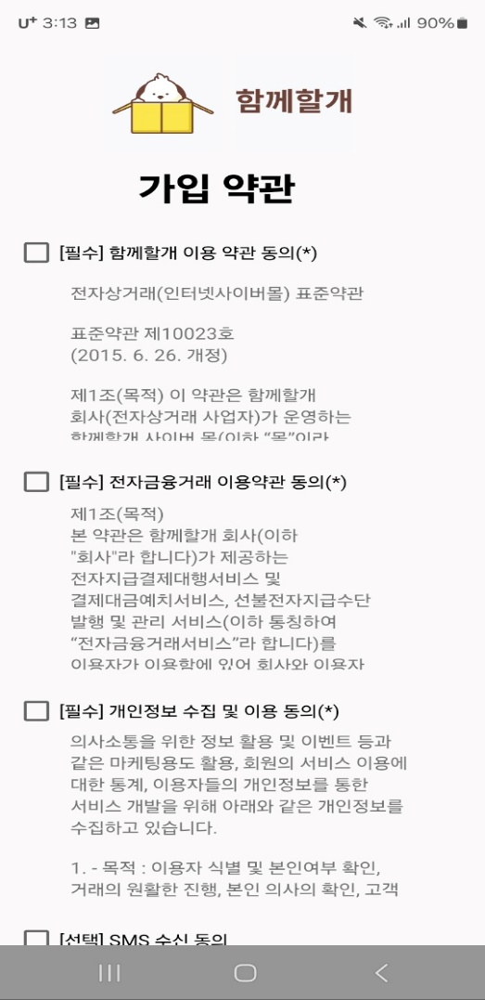 U+ 3:13
90%
함께할개
가입 약관
[필수] 함께할개 이용 약관 동의(*)
전자상거래(인터넷사이버몰) 표준약관
표준약관 제10023호
(2015. 6. 26. 개정)
제1조(목적) 이 약관은 함께할개
회사(전자상거래 사업자)가 운영하는
함께할개 사이버 몰(이하 “몰”이라
[필수] 전자금융거래 이용약관 동의(*)
제1조(목적)
본 약관은 함께할개 회사(이하
"회사"라 합니다)가 제공하는
전자지급결제대행서비스 및
결제대금예치서비스, 선불전자지급수단
발행 및 관리 서비스(이하 통칭하여
“전자금융거래서비스”라 합니다)를
이용자가 이용함에 있어 회사와 이용자
[필수] 개인정보 수집 및 이용 동의(*)
의사소통을 위한 정보 활용 및 이벤트 등과
같은 마케팅용도 활용, 회원의 서비스 이용에
대한 통계, 이용자들의 개인정보를 통한
서비스 개발을 위해 아래와 같은 개인정보를
수집하고 있습니다.
1. - 목적 : 이용자 식별 및 본인여부 확인,
거래의 원활한 진행, 본인 의사의 확인, 고객
[선택] SMS 수신 동의